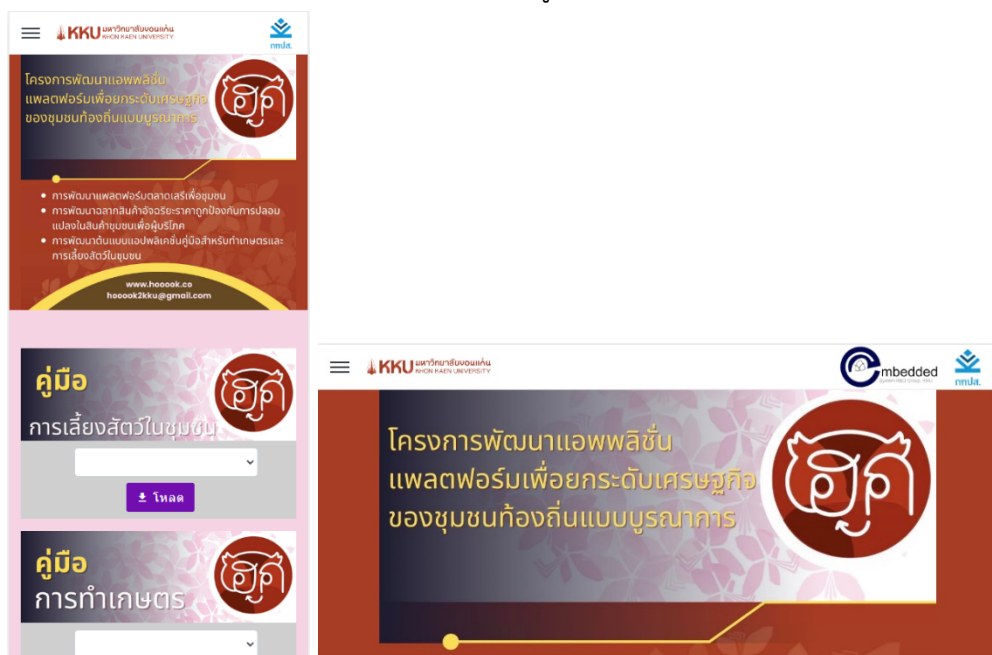 KKU มหาวิทยาลัยขอนแก่น
KHON KAEN UNIVERSITY
กทปส.
โครงการพัฒนาแอพพลิชั่น
แพลตฟอร์มเพื่อยกระดับเศรษฐกิจ
ของชุมชนท้องถิ่นแบบบูรณาการ
ฮูก
• การพัฒนาแพลตฟอร์มตลาดเสรีเพื่อชุมชน
• การพัฒนาฉลากสินค้าอัจฉริยะราคาถูกป้องกันการปลอม
แปลงในสินค้าชุมชนเพื่อผู้บริโภค
• การพัฒนาต้นแบบแอปพลิเคชั่นคู่มือสำหรับทำเกษตรและ
การเลี้ยงสัตว์ในชุมชน
www.hooook.co
hooook2kku@gmail.com
คู่มือ
การเลี้ยงสัตว์ในชุมชน
โหลด
คู่มือ
การทำเกษตร
KKU มหาวิทยาลัยขอนแก่น
KHON KAEN UNIVERSITY
embedded
กทปส.
โครงการพัฒนาแอพพลิชั่น
แพลตฟอร์มเพื่อยกระดับเศรษฐกิจ
ของชุมชนท้องถิ่นแบบบูรณาการ